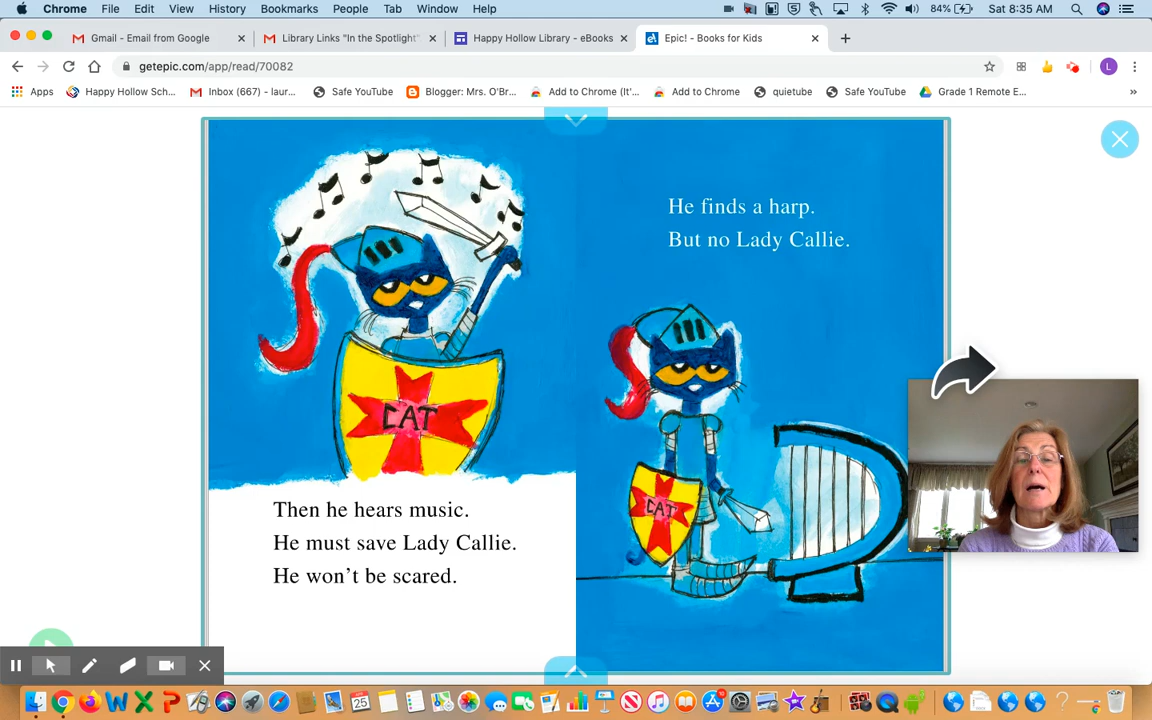 Chrome File Edit View History Bookmarks People Tab Window Help 84% Sat 8:35 AM
Gmail - Email from Google
Library Links "In the Spotlight"
Happy Hollow Library - eBooks
Epic! - Books for Kids
getepic.com/app/read/70082
L
Apps
Happy Hollow Sch...
Inbox (667) - laur...
Safe YouTube
Blogger: Mrs. O'Br...
Add to Chrome (It'...
Add to Chrome
quietube
Safe YouTube
Grade 1 Remote E...
CAT
Then he hears music.
He must save Lady Callie.
He won't be scared.
He finds a harp.
But no Lady Callie.
CAT